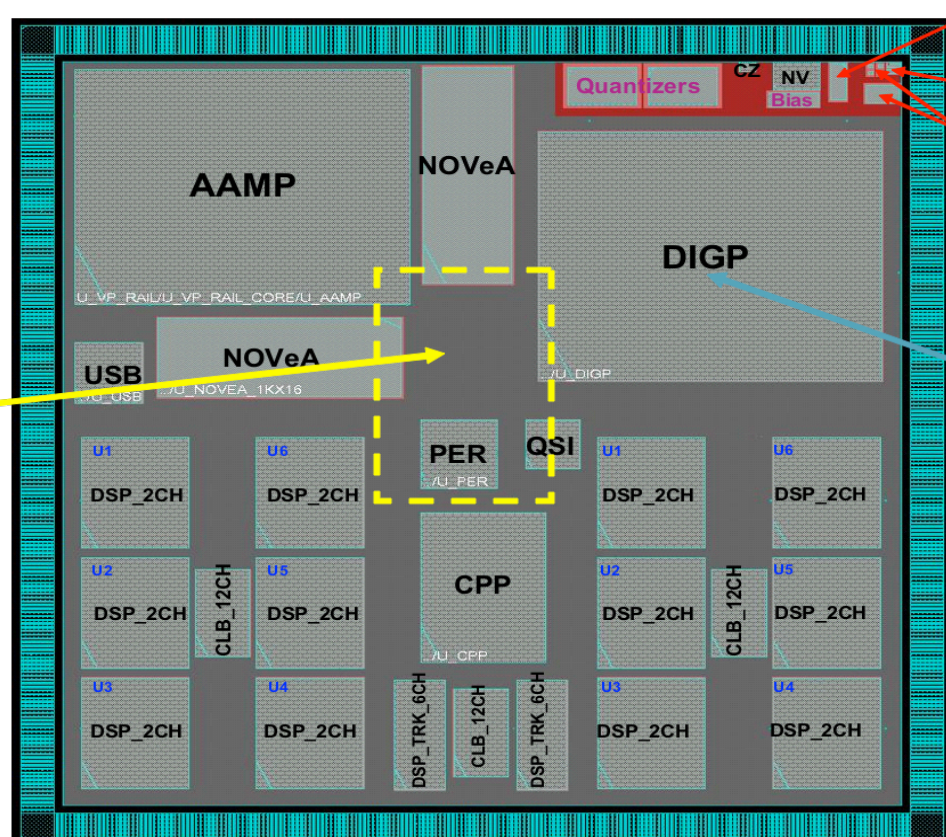 Quantizers
CZ
NV
Bias
AAMP
U_VP_RAIL/U_VP_RAIL_CORE/U_AAMP
NOVeA
DIGP
../U_DIGP
USB
../U_USB
NOVeA
../U_NOVEA_1KX16
PER
../U_PER
QSI
U1
DSP_2CH
U6
DSP_2CH
U2
DSP_2CH
CLB_12CH
U5
DSP_2CH
U3
DSP_2CH
U4
DSP_2CH
CPP
../U_CPP
DSP_TRK_6CH
CLB_12CH
DSP_TRK_6CH
U1
DSP_2CH
U6
DSP_2CH
U2
DSP_2CH
CLB_12CH
U5
DSP_2CH
U3
DSP_2CH
U4
DSP_2CH